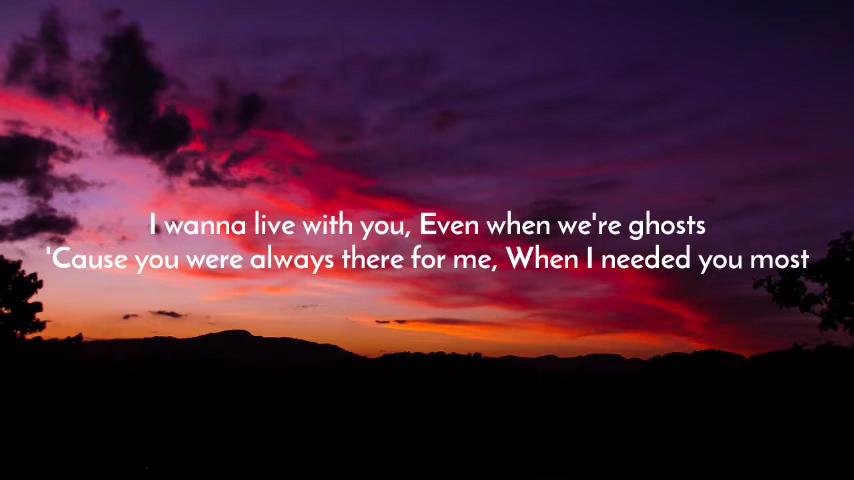 I wanna live with you, Even when we're ghosts
'Cause you were always there for me, When I needed you most